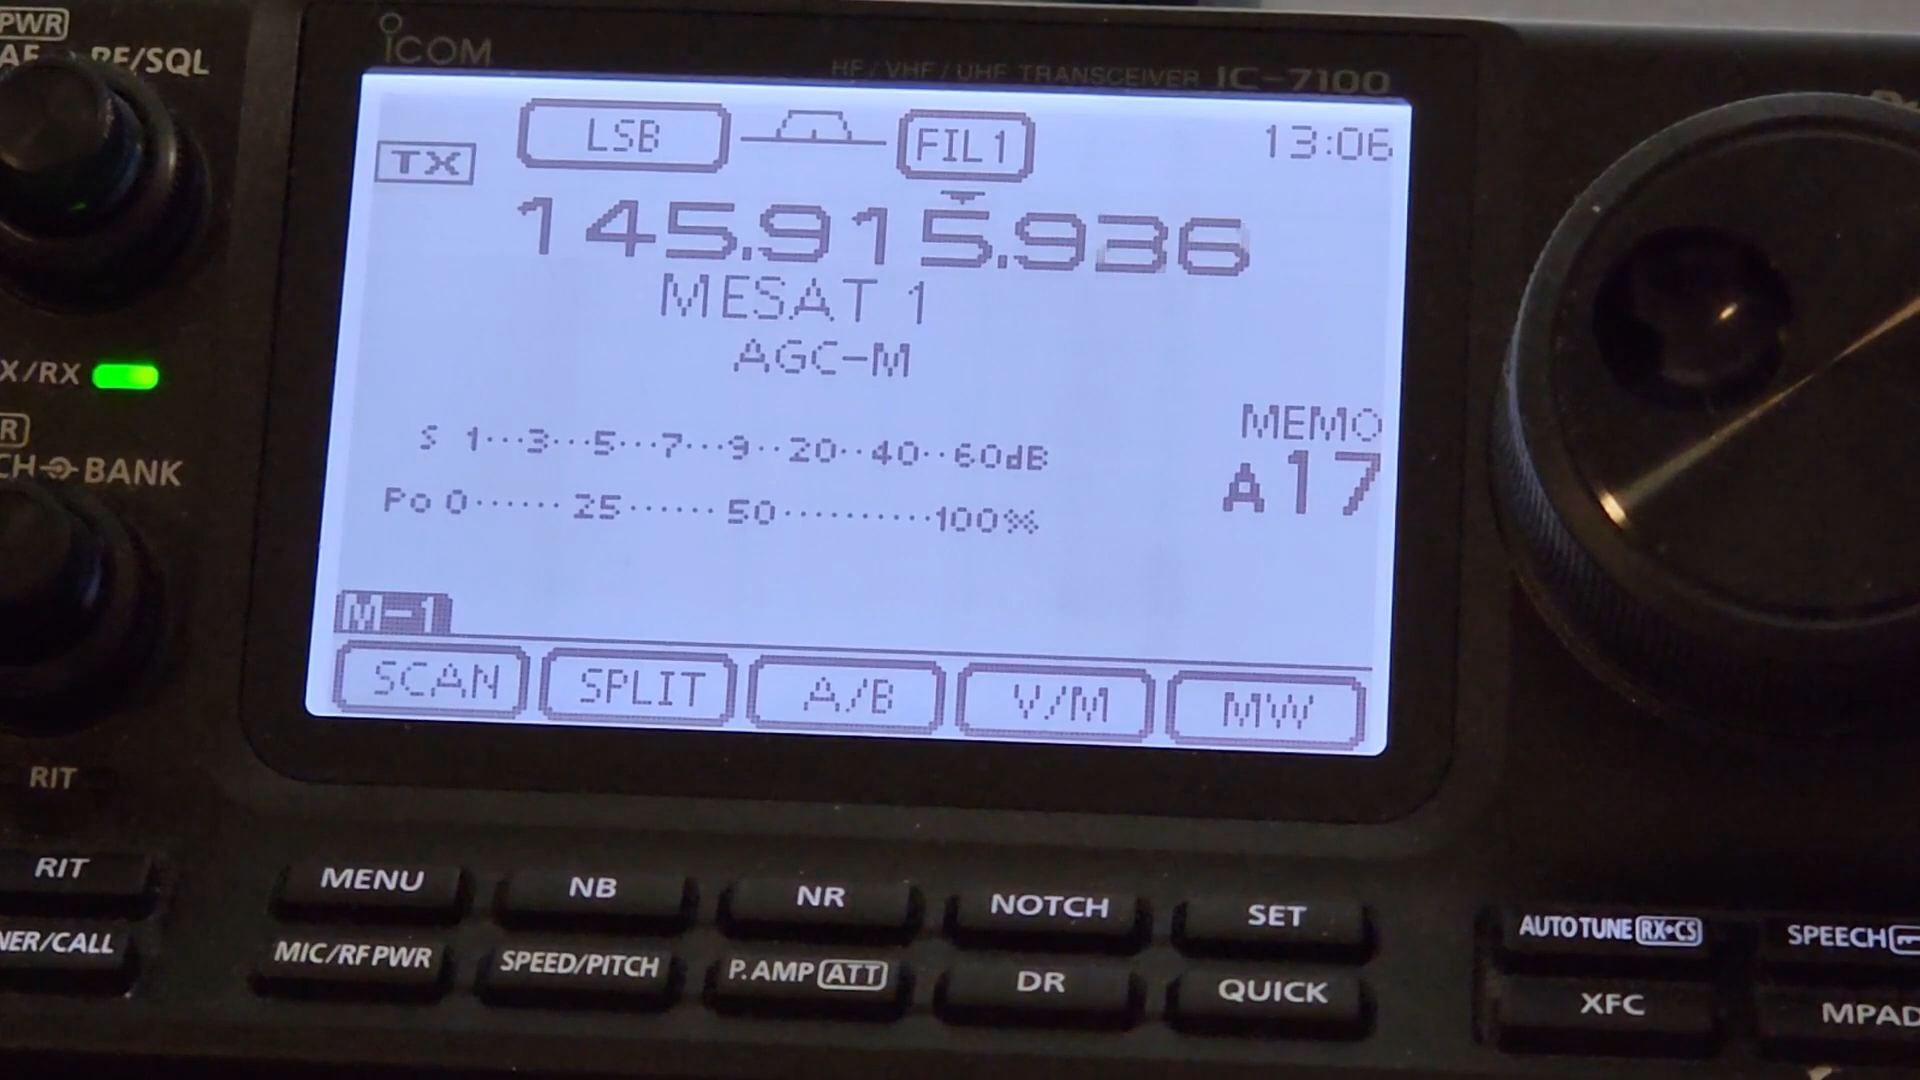 PWR
AF RF/SQL
ICOM
HF/VHF/UHF TRANSCEIVER IC-7100
LSB FIL1 13:06
TX
145.915.936
MESAT 1
AGC-M
X/RX
MEMO
A17
S 1···3···5···7···9··20··40··60dB
Po 0······25······50··········100%
R
CH BANK
M-1
SCAN SPLIT A/B V/M MW
RIT
RIT MENU NB NR NOTCH SET AUTOTUNE RX▸CS SPEECH
NER/CALL MIC/RF PWR SPEED/PITCH P.AMP ATT DR QUICK XFC MPAD